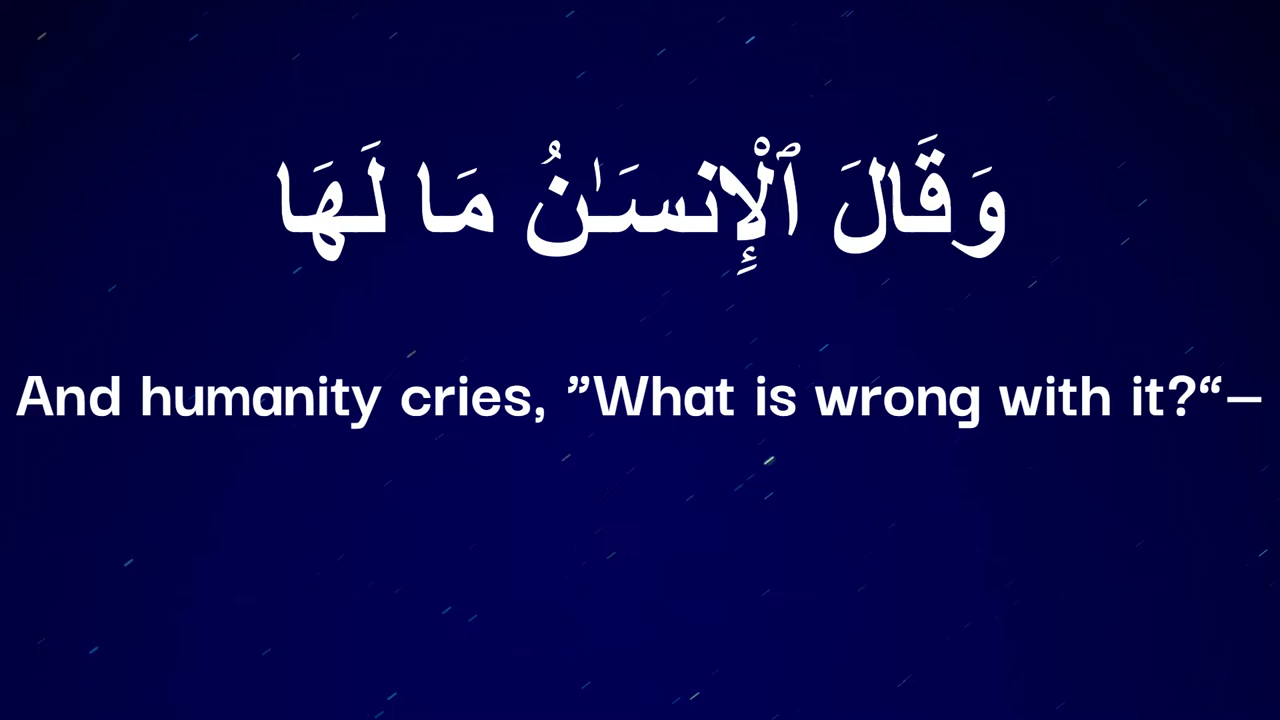 وَقَالَ ٱلْإِنسَـٰنُ مَا لَهَا
And humanity cries, ”What is wrong with it?“—